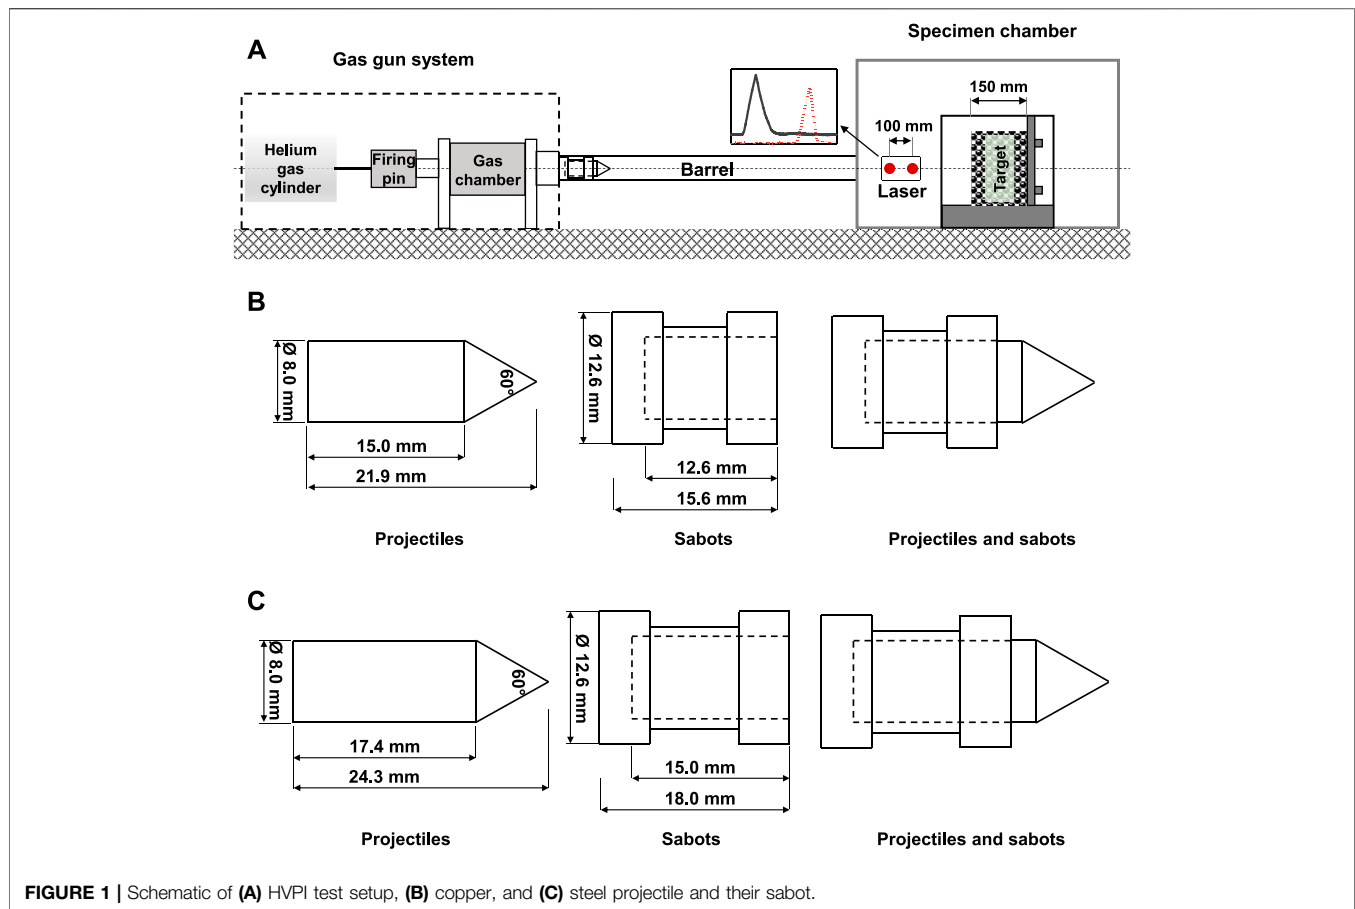 A
Gas gun system
Specimen chamber
150 mm
100 mm
Helium
gas
cylinder
Firing
pin
Gas
chamber
Barrel
Laser
Target
B
Ø 8.0 mm
60°
15.0 mm
21.9 mm
Projectiles
Ø 12.6 mm
12.6 mm
15.6 mm
Sabots
Projectiles and sabots
C
Ø 8.0 mm
60°
17.4 mm
24.3 mm
Projectiles
Ø 12.6 mm
15.0 mm
18.0 mm
Sabots
Projectiles and sabots
FIGURE 1 | Schematic of (A) HVPI test setup, (B) copper, and (C) steel projectile and their sabot.